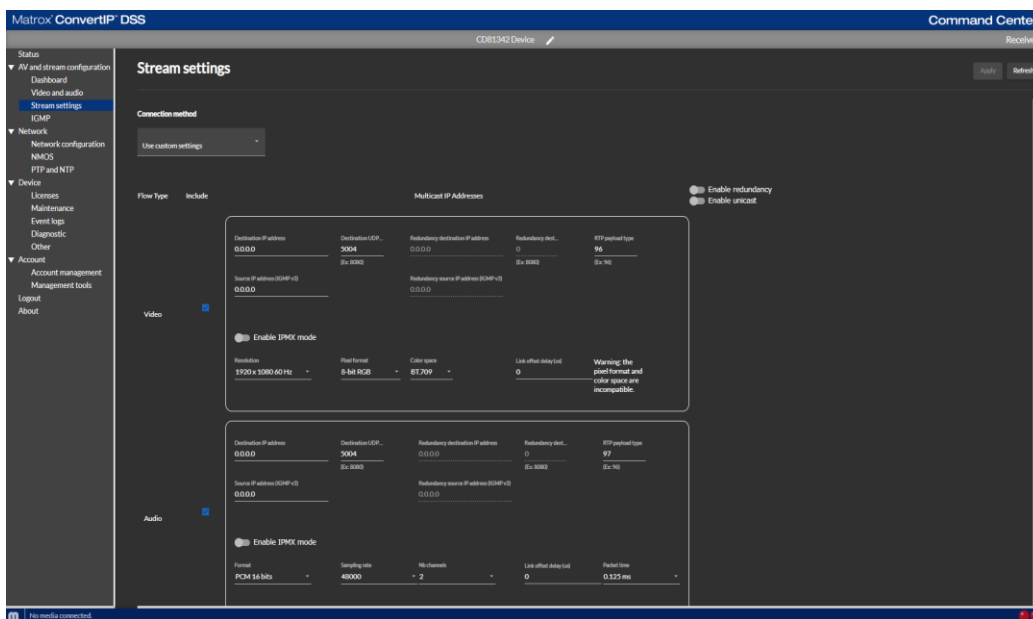 Matrox® ConvertIP™ DSS
Command Cente
CD81342 Device
Receive
Status
AV and stream configuration
Dashboard
Video and audio
Stream settings
IGMP
Network
Network configuration
NMOS
PTP and NTP
Device
Licenses
Maintenance
Event logs
Diagnostic
Other
Account
Account management
Management tools
Logout
About
Stream settings
Apply Refresh
Connection method
Use custom settings
Flow Type Include Multicast IP Addresses
Enable redundancy
Enable unicast
Video
Destination IP address Destination UDP... Redundancy destination IP address Redundancy dest... RTP payload type
0.0.0.0 5004 0.0.0.0 0 96
(Ex: 8080) (Ex: 8080) (Ex: 96)
Source IP address (IGMP v3) Redundancy source IP address (IGMP v3)
0.0.0.0 0.0.0.0
Enable IPMX mode
Resolution Pixel format Color space Link offset delay (us)
1920 x 1080 60 Hz 8-bit RGB BT.709 0
Warning: the
pixel format and
color space are
incompatible.
Audio
Destination IP address Destination UDP... Redundancy destination IP address Redundancy dest... RTP payload type
0.0.0.0 5004 0.0.0.0 0 97
(Ex: 8080) (Ex: 8080) (Ex: 96)
Source IP address (IGMP v3) Redundancy source IP address (IGMP v3)
0.0.0.0 0.0.0.0
Enable IPMX mode
Format Sampling rate Nb channels Link offset delay (us) Packet time
PCM 16 bits 48000 2 0 0.125 ms
m No media connected.